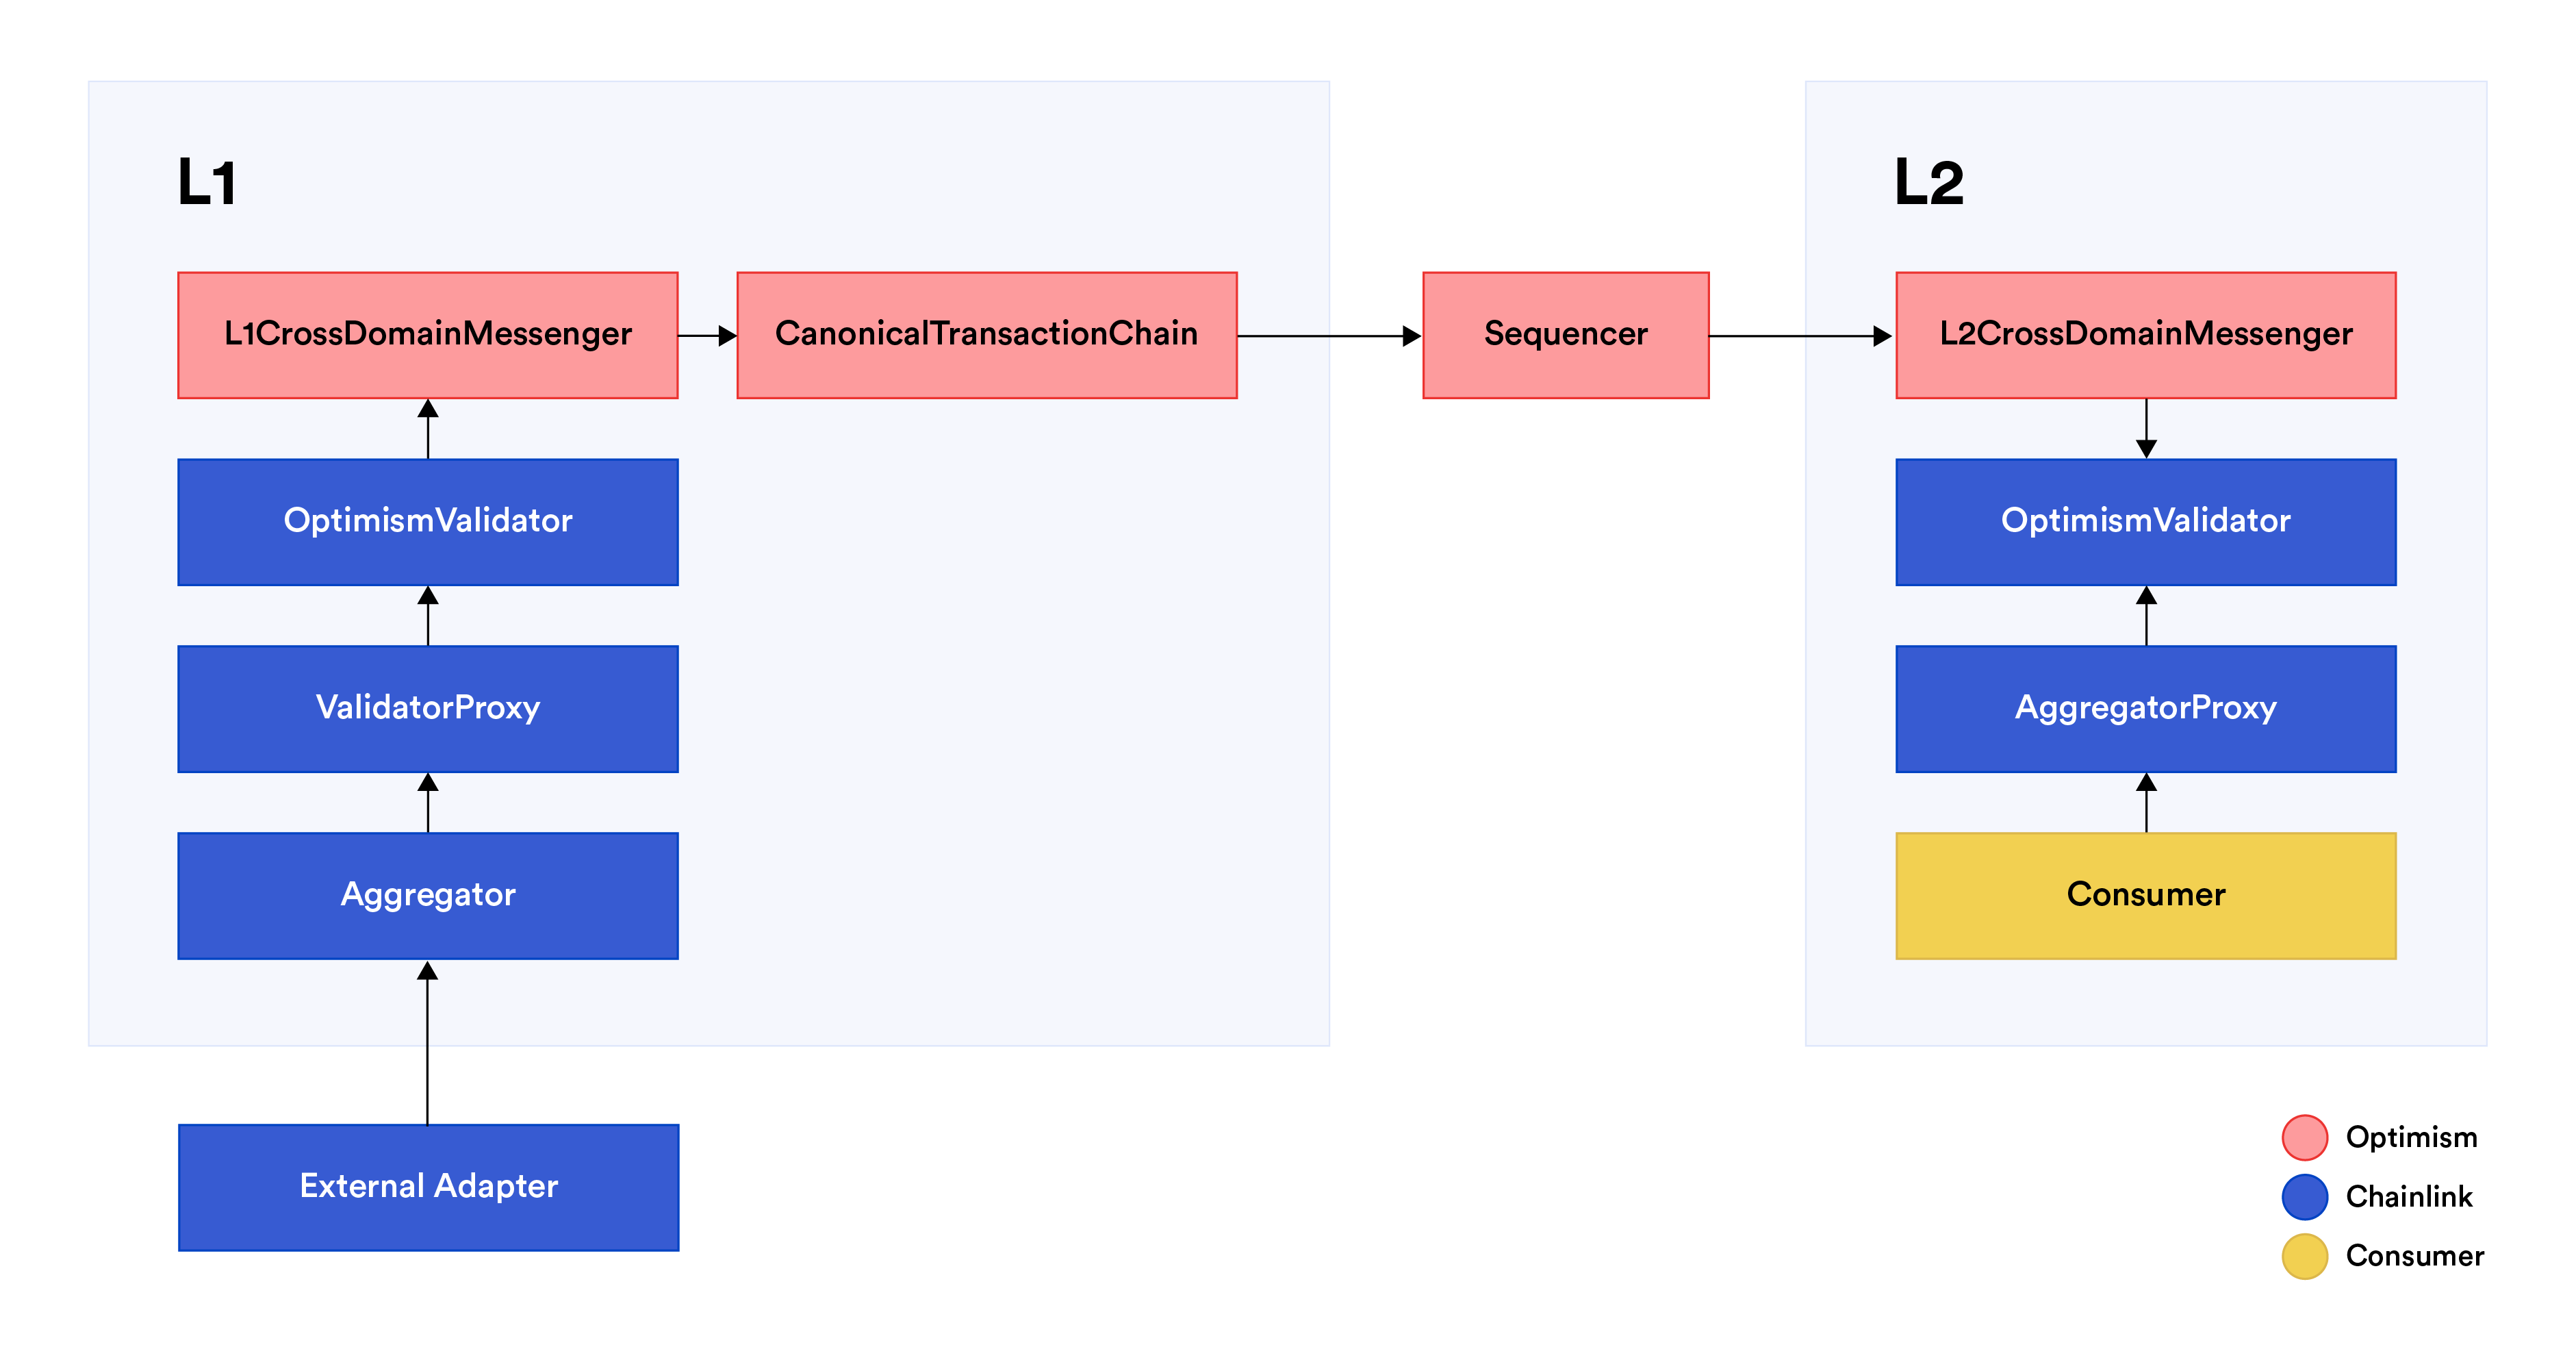 L1
L2
L1CrossDomainMessenger
CanonicalTransactionChain
Sequencer
L2CrossDomainMessenger
OptimismValidator
OptimismValidator
ValidatorProxy
AggregatorProxy
Aggregator
Consumer
External Adapter
Optimism
Chainlink
Consumer